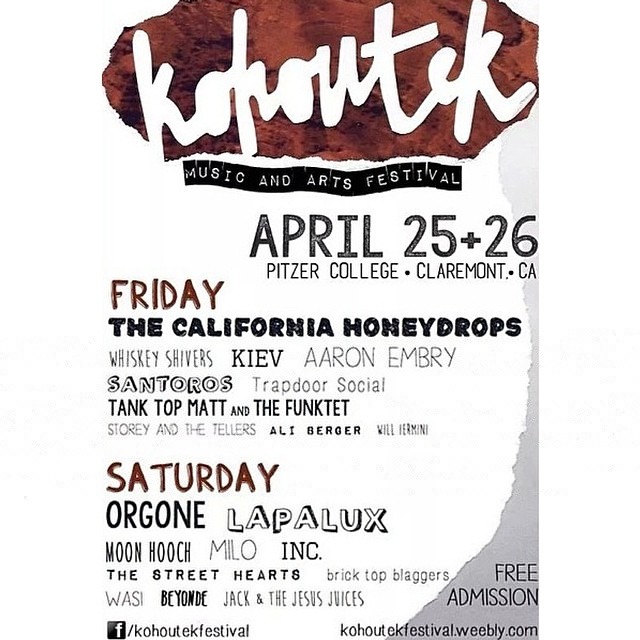 kohoutek
MUSIC AND ARTS FESTIVAL
APRIL 25+26
PITZER COLLEGE • CLAREMONT, • CA
FRIDAY
THE CALIFORNIA HONEYDROPS
WHISKEY SHIVERS KIEV AARON EMBRY
SANTOROS Trapdoor Social
TANK TOP MATT AND THE FUNKTET
STOREY AND THE TELLERS ALI BERGER WILL IERMINI
SATURDAY
ORGONE LAPALUX
MOON HOOCH MILO INC.
THE STREET HEARTS brick top blaggers
WASI BEYONDE JACK & THE JESUS JUICES
FREE
ADMISSION
f/kohoutekfestival kohoutekfestival.weebly.com